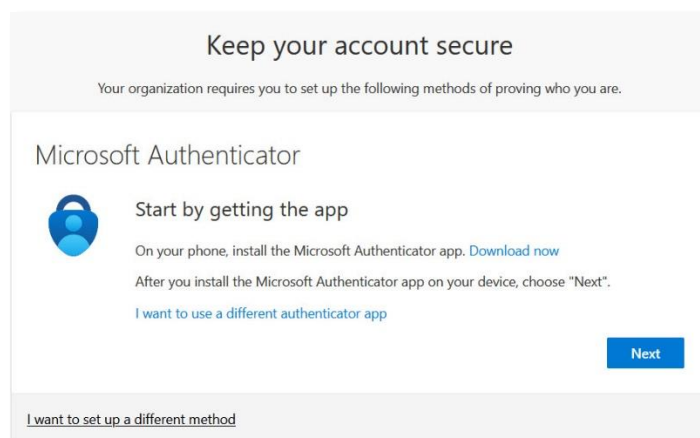 Keep your account secure
Your organization requires you to set up the following methods of proving who you are.
Microsoft Authenticator
Start by getting the app
On your phone, install the Microsoft Authenticator app. Download now
After you install the Microsoft Authenticator app on your device, choose "Next".
I want to use a different authenticator app
Next
I want to set up a different method